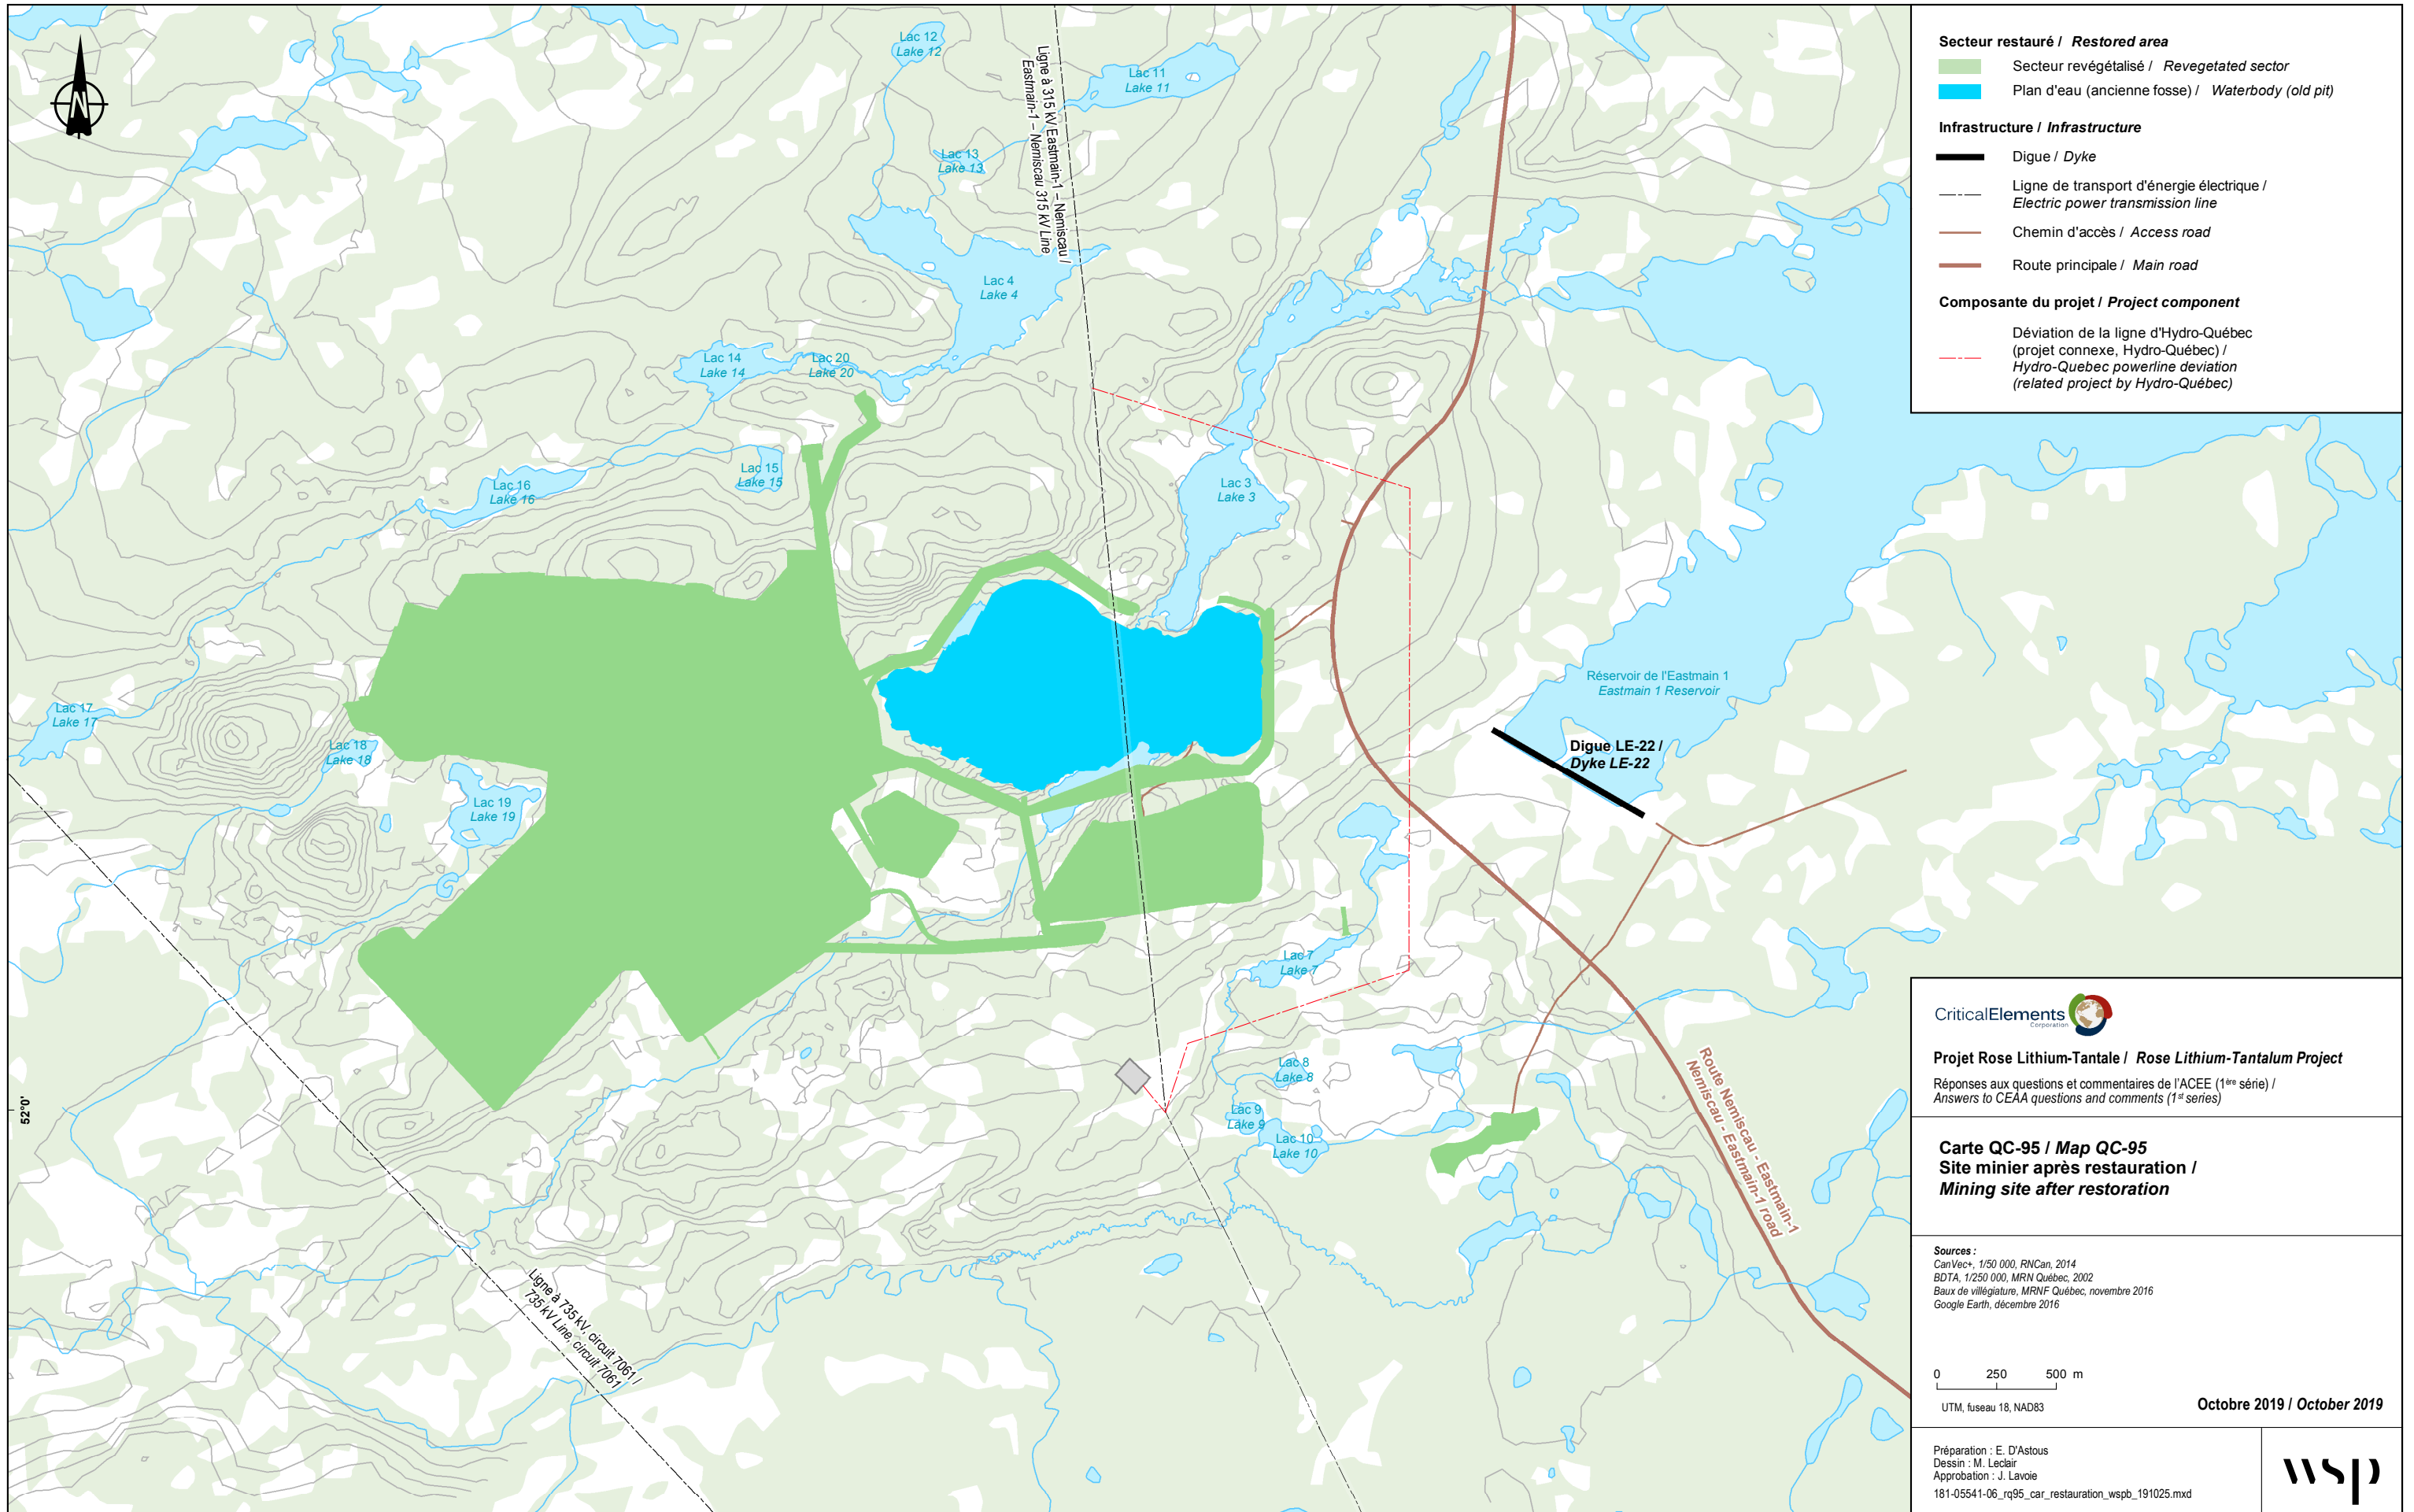 Lac 12
Lake 12
Lac 11
Lake 11
Ligne à 315 kV Eastmain-1 – Nemiscau /
Eastmain-1 – Nemiscau 315 kV Line
Lac 13
Lake 13
Lac 4
Lake 4
Lac 14
Lake 14
Lac 20
Lake 20
Lac 15
Lake 15
Lac 16
Lake 16
Lac 3
Lake 3
Lac 17
Lake 17
Lac 18
Lake 18
Lac 19
Lake 19
Réservoir de l'Eastmain 1
Eastmain 1 Reservoir
Digue LE-22 /
Dyke LE-22
Lac 7
Lake 7
Lac 8
Lake 8
Lac 9
Lake 9
Lac 10
Lake 10
52°0'
Route Nemiscau - Eastmain-1
Nemiscau - Eastmain-1 road
Ligne à 735 kV, circuit 7061 /
735 kV Line, circuit 7061
N
Secteur restauré / Restored area
Secteur revégétalisé / Revegetated sector
Plan d'eau (ancienne fosse) / Waterbody (old pit)
Infrastructure / Infrastructure
Digue / Dyke
Ligne de transport d'énergie électrique /
Electric power transmission line
Chemin d'accès / Access road
Route principale / Main road
Composante du projet / Project component
Déviation de la ligne d'Hydro-Québec
(projet connexe, Hydro-Québec) /
Hydro-Quebec powerline deviation
(related project by Hydro-Québec)
CriticalElements
Corporation
Projet Rose Lithium-Tantale / Rose Lithium-Tantalum Project
Réponses aux questions et commentaires de l'ACEE (1ère série) /
Answers to CEAA questions and comments (1st series)
Carte QC-95 / Map QC-95
Site minier après restauration /
Mining site after restoration
Sources :
CanVec+, 1/50 000, RNCan, 2014
BDTA, 1/250 000, MRN Québec, 2002
Baux de villégiature, MRNF Québec, novembre 2016
Google Earth, décembre 2016
0 250 500 m
UTM, fuseau 18, NAD83
Octobre 2019 / October 2019
Préparation : E. D'Astous
Dessin : M. Leclair
Approbation : J. Lavoie
181-05541-06_rq95_car_restauration_wspb_191025.mxd
wsp